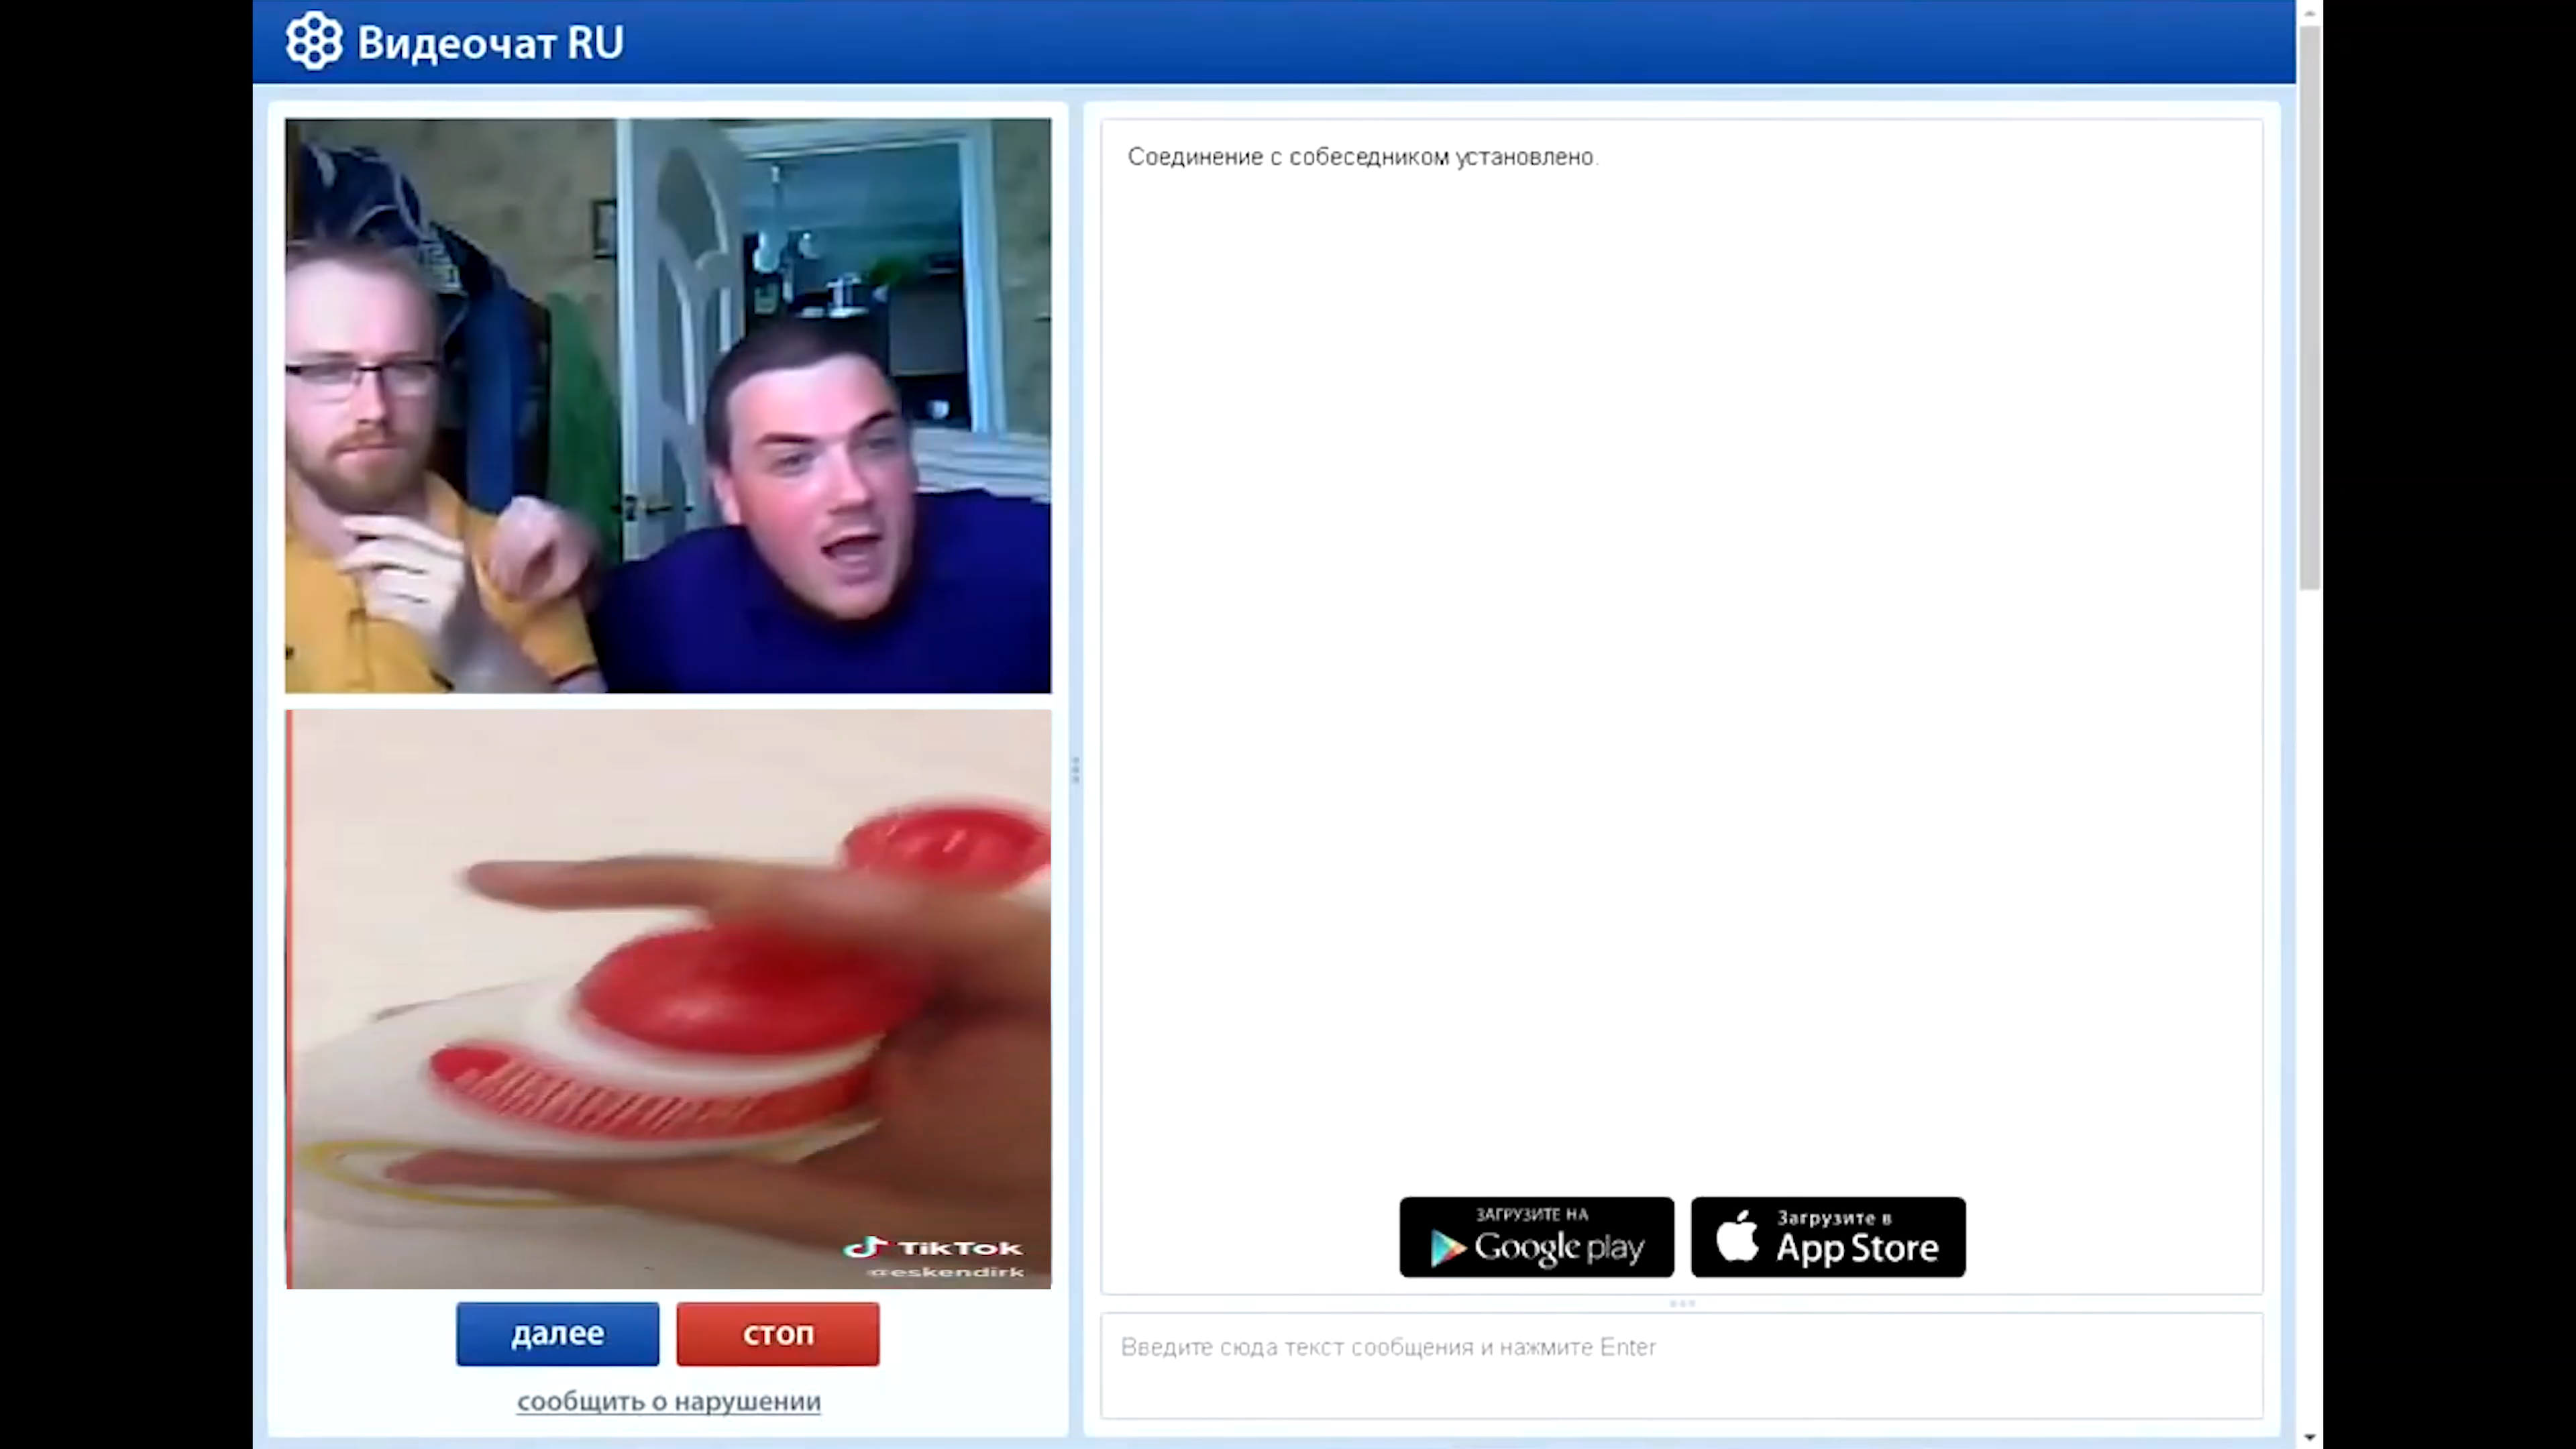 Видеочат RU
Соединение с собеседником установлено.
TikTok
@eskendirk
ЗАГРУЗИТЕ НА
Google play
Загрузите в
App Store
далее
стоп
Введите сюда текст сообщения и нажмите Enter
сообщить о нарушении